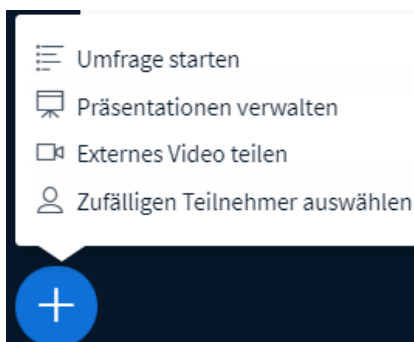 Umfrage starten
Präsentationen verwalten
Externes Video teilen
Zufälligen Teilnehmer auswählen